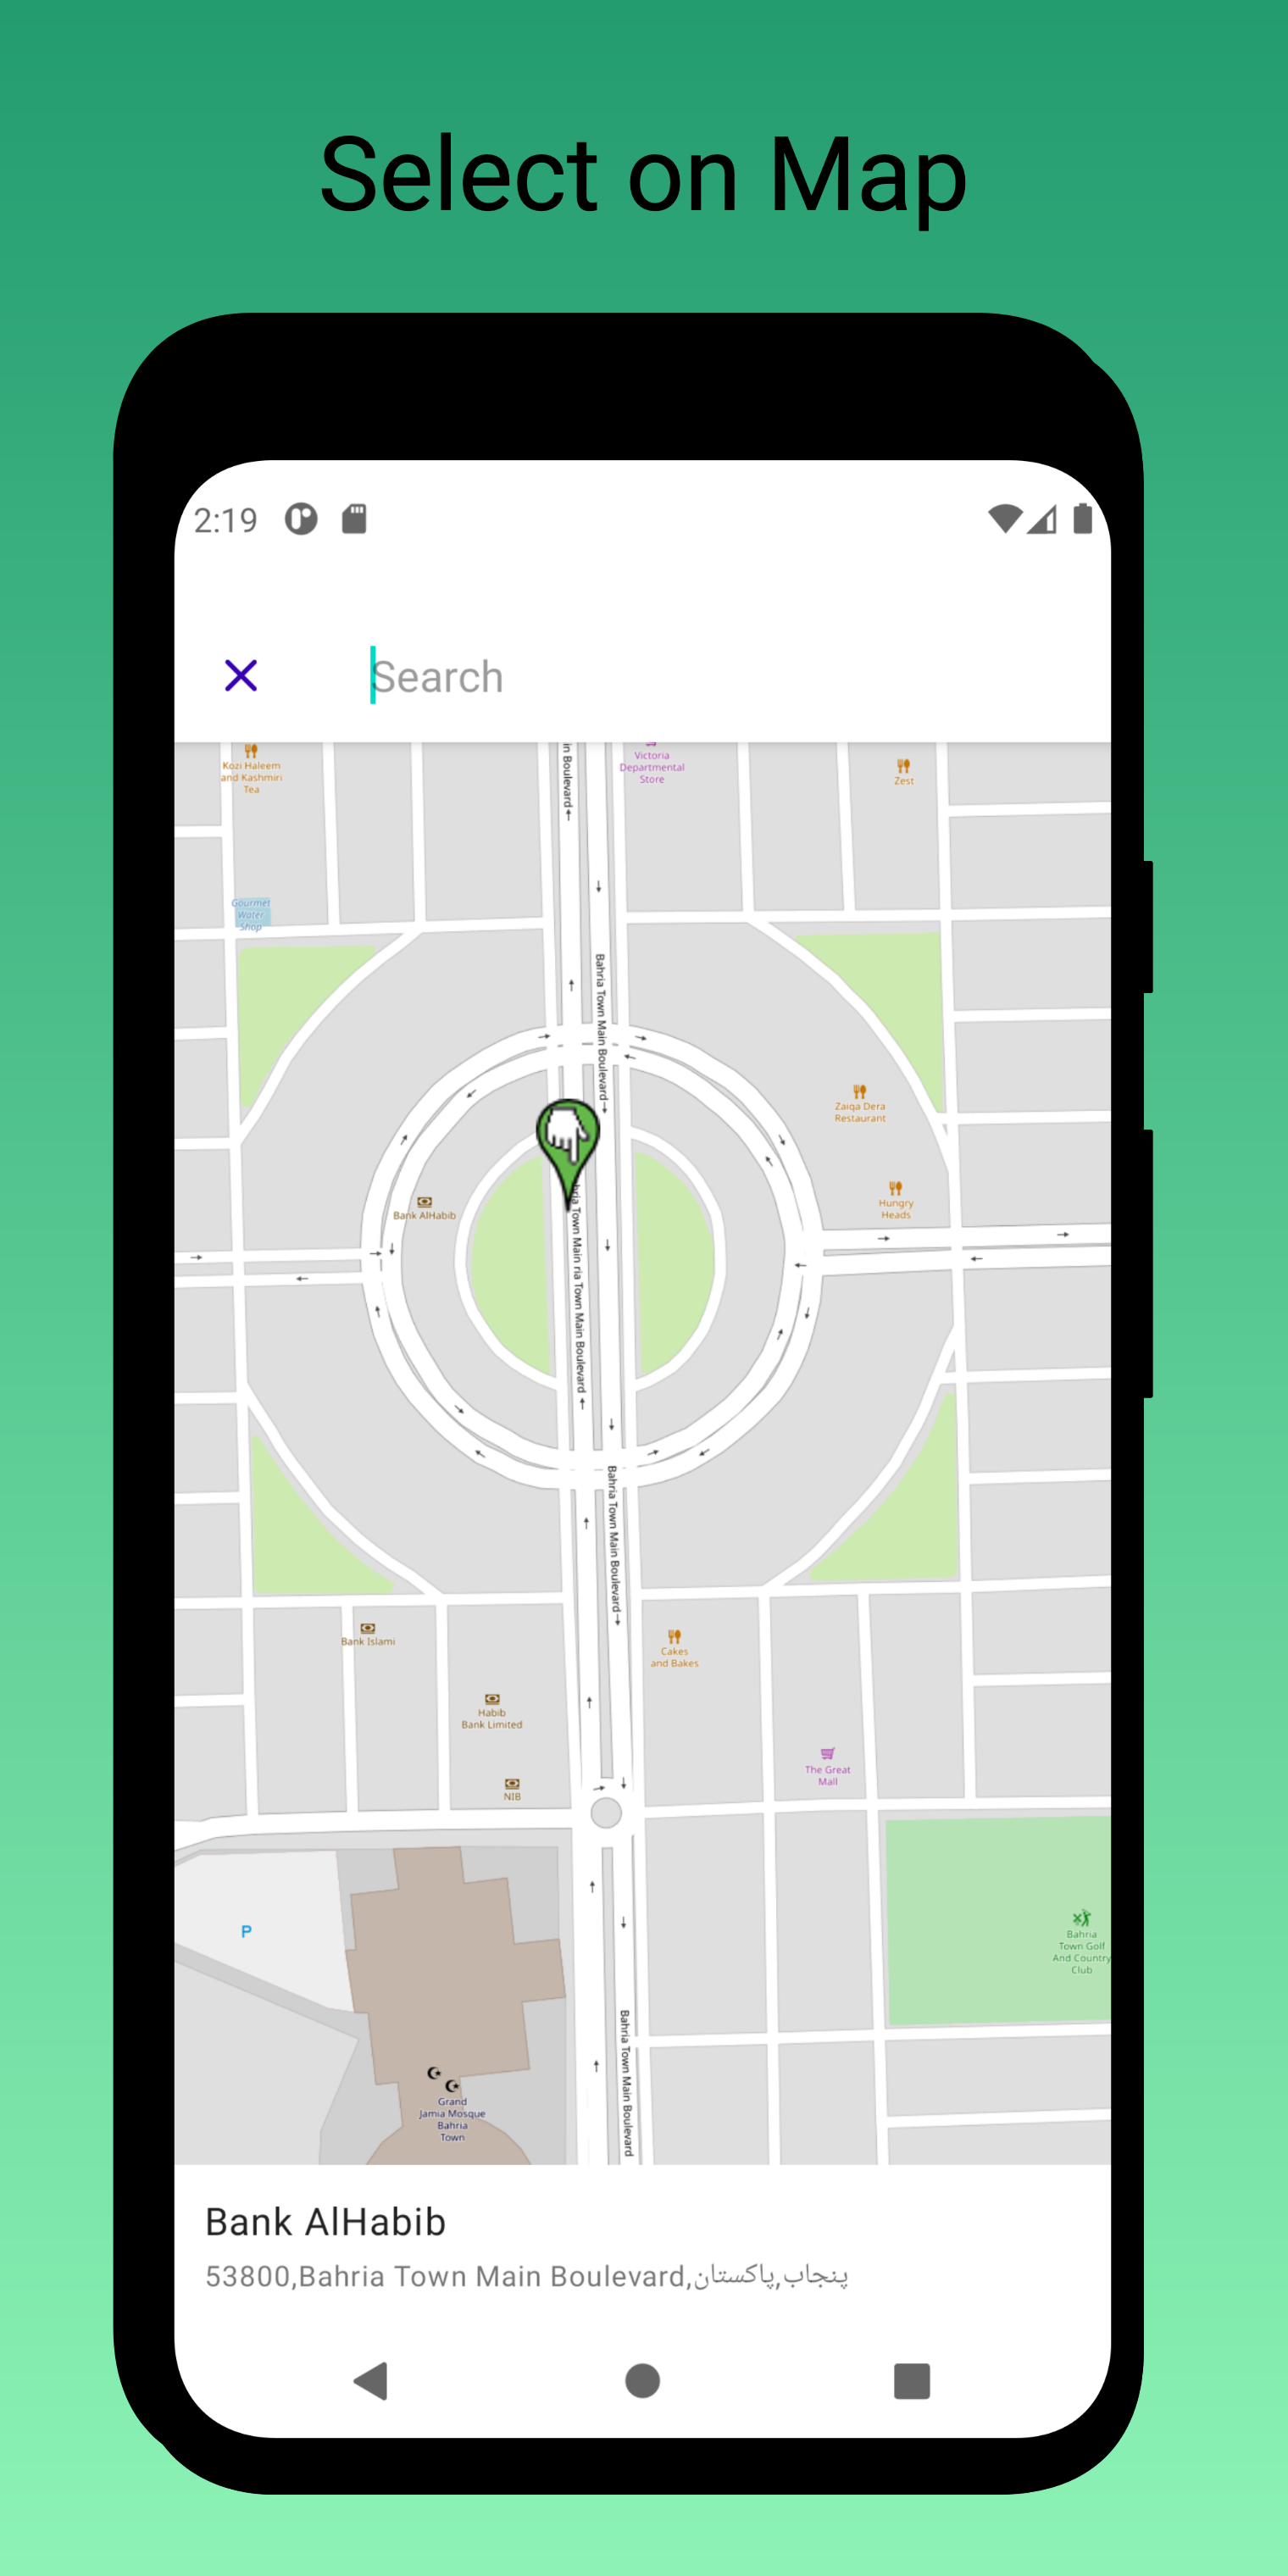 Select on Map
2:19
Search
Kozi Haleem
and Kashmiri
Tea
in Boulevard
Victoria
Departmental
Store
Zest
Gourmet
Water
Shop
Bahria Town Main Boulevard
Zaiqa Dera
Restaurant
Hungry
Heads
Bank AlHabib
hria Town Main ria Town Main Boulevard
Bahria Town Main Boulevard
Bank Islami
Cakes
and Bakes
Habib
Bank Limited
The Great
Mall
NIB
P
Bahria
Town Golf
And Country
Club
Bahria Town Main Boulevard
Grand
Jamia Mosque
Bahria
Town
Bank AlHabib
53800,Bahria Town Main Boulevard,پنجاب,پاکستان